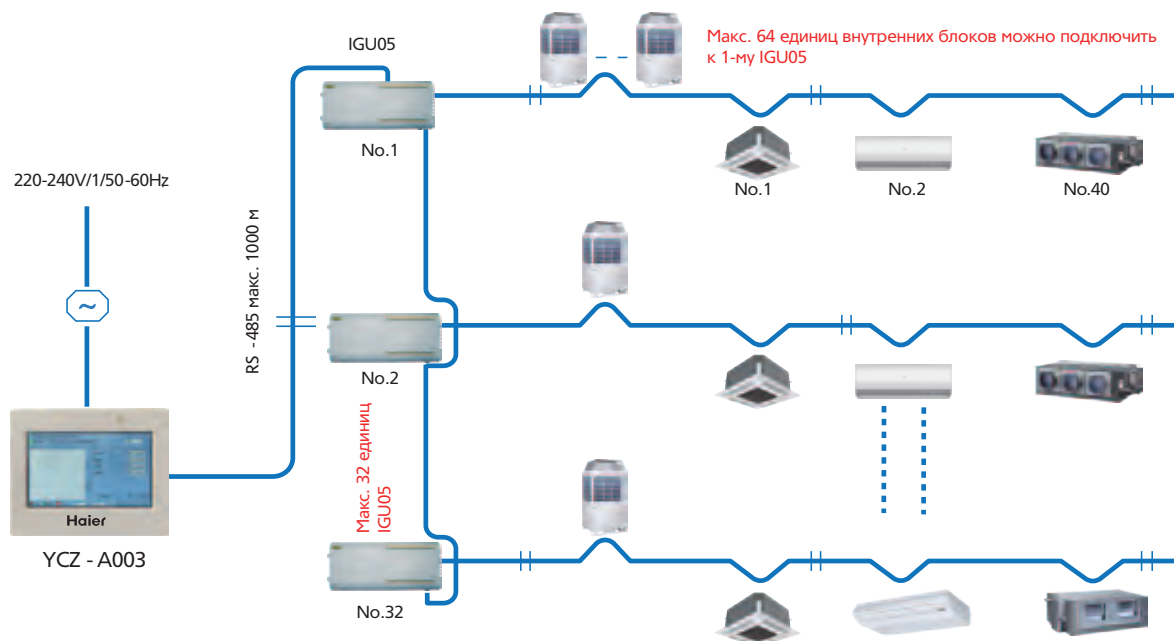 IGU05
Макс. 64 единиц внутренних блоков можно подключить
к 1-му IGU05
No.1
220-240V/1/50-60Hz
No.1
No.2
No.40
RS - 485 макс. 1000 м
No.2
Макс. 32 единиц
IGU05
Haier
YCZ - A003
No.32